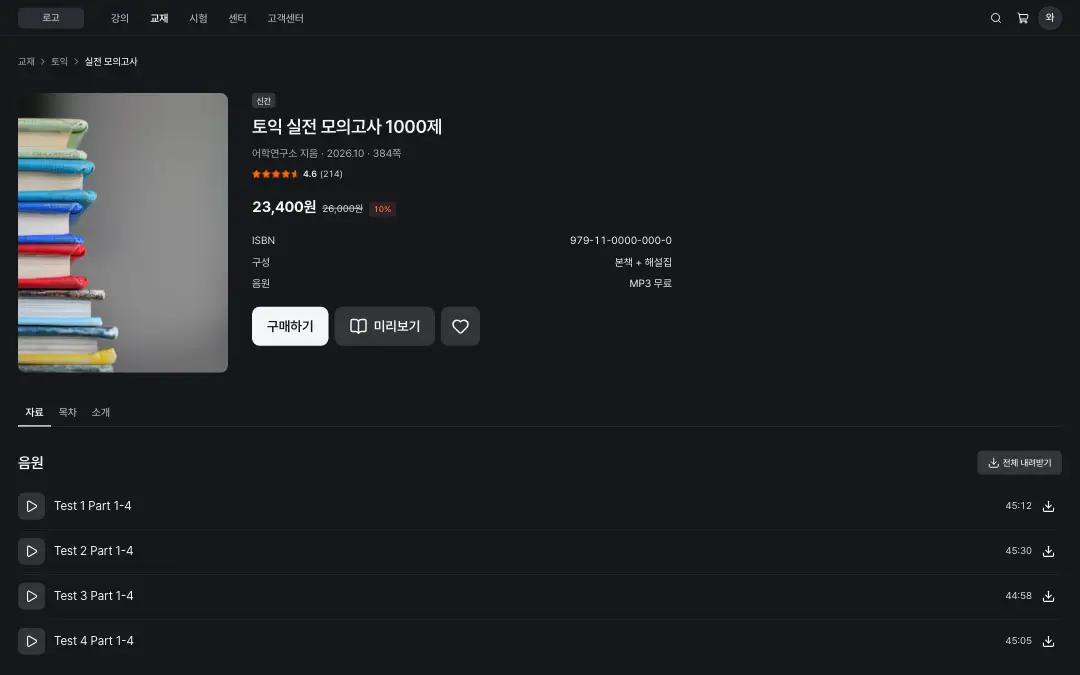 로고
강의 교재 시험 센터 고객센터
와
교재 > 토익 > 실전 모의고사
신간
토익 실전 모의고사 1000제
어학연구소 지음 · 2026.10 · 384쪽
4.6 (214)
23,400원 26,000원 10%
ISBN 979-11-0000-000-0
구성 본책 + 해설집
음원 MP3 무료
구매하기 미리보기
자료 목차 소개
음원 전체 내려받기
Test 1 Part 1-4 45:12
Test 2 Part 1-4 45:30
Test 3 Part 1-4 44:58
Test 4 Part 1-4 45:05